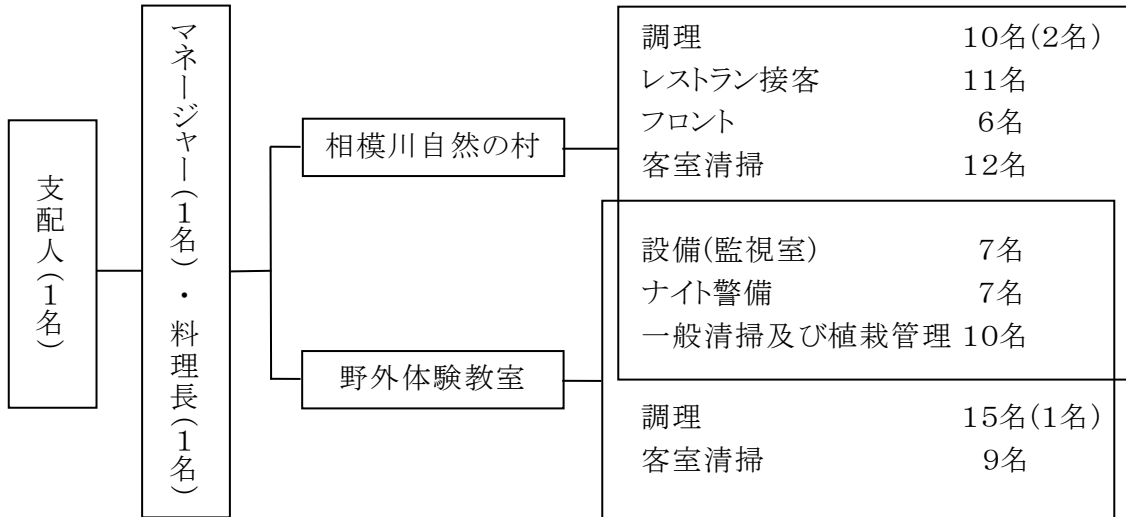 支配人(1名)
マネージャー(1名)・料理長(1名)
相模川自然の村
野外体験教室
調理 10名(2名)
レストラン接客 11名
フロント 6名
客室清掃 12名
設備(監視室) 7名
ナイト警備 7名
一般清掃及び植栽管理 10名
調理 15名(1名)
客室清掃 9名